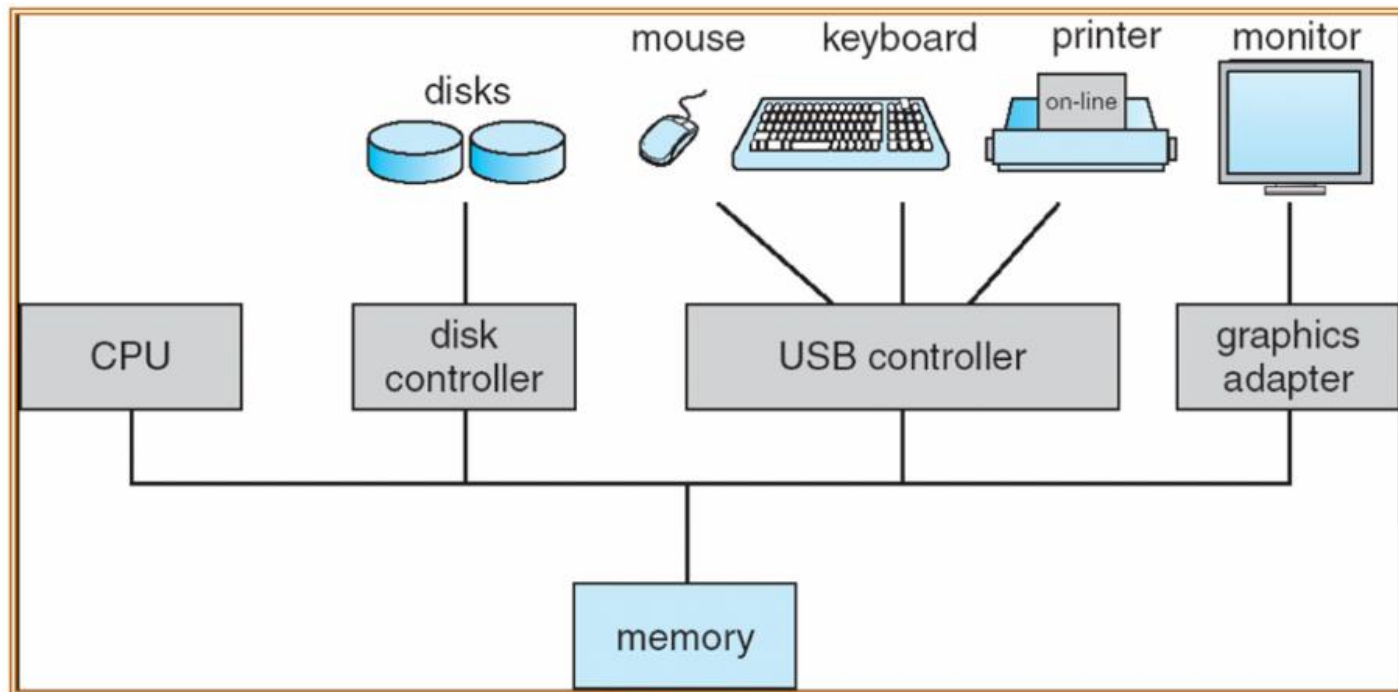 mouse
keyboard
printer
monitor
disks
on-line
CPU
disk
controller
USB controller
graphics
adapter
memory